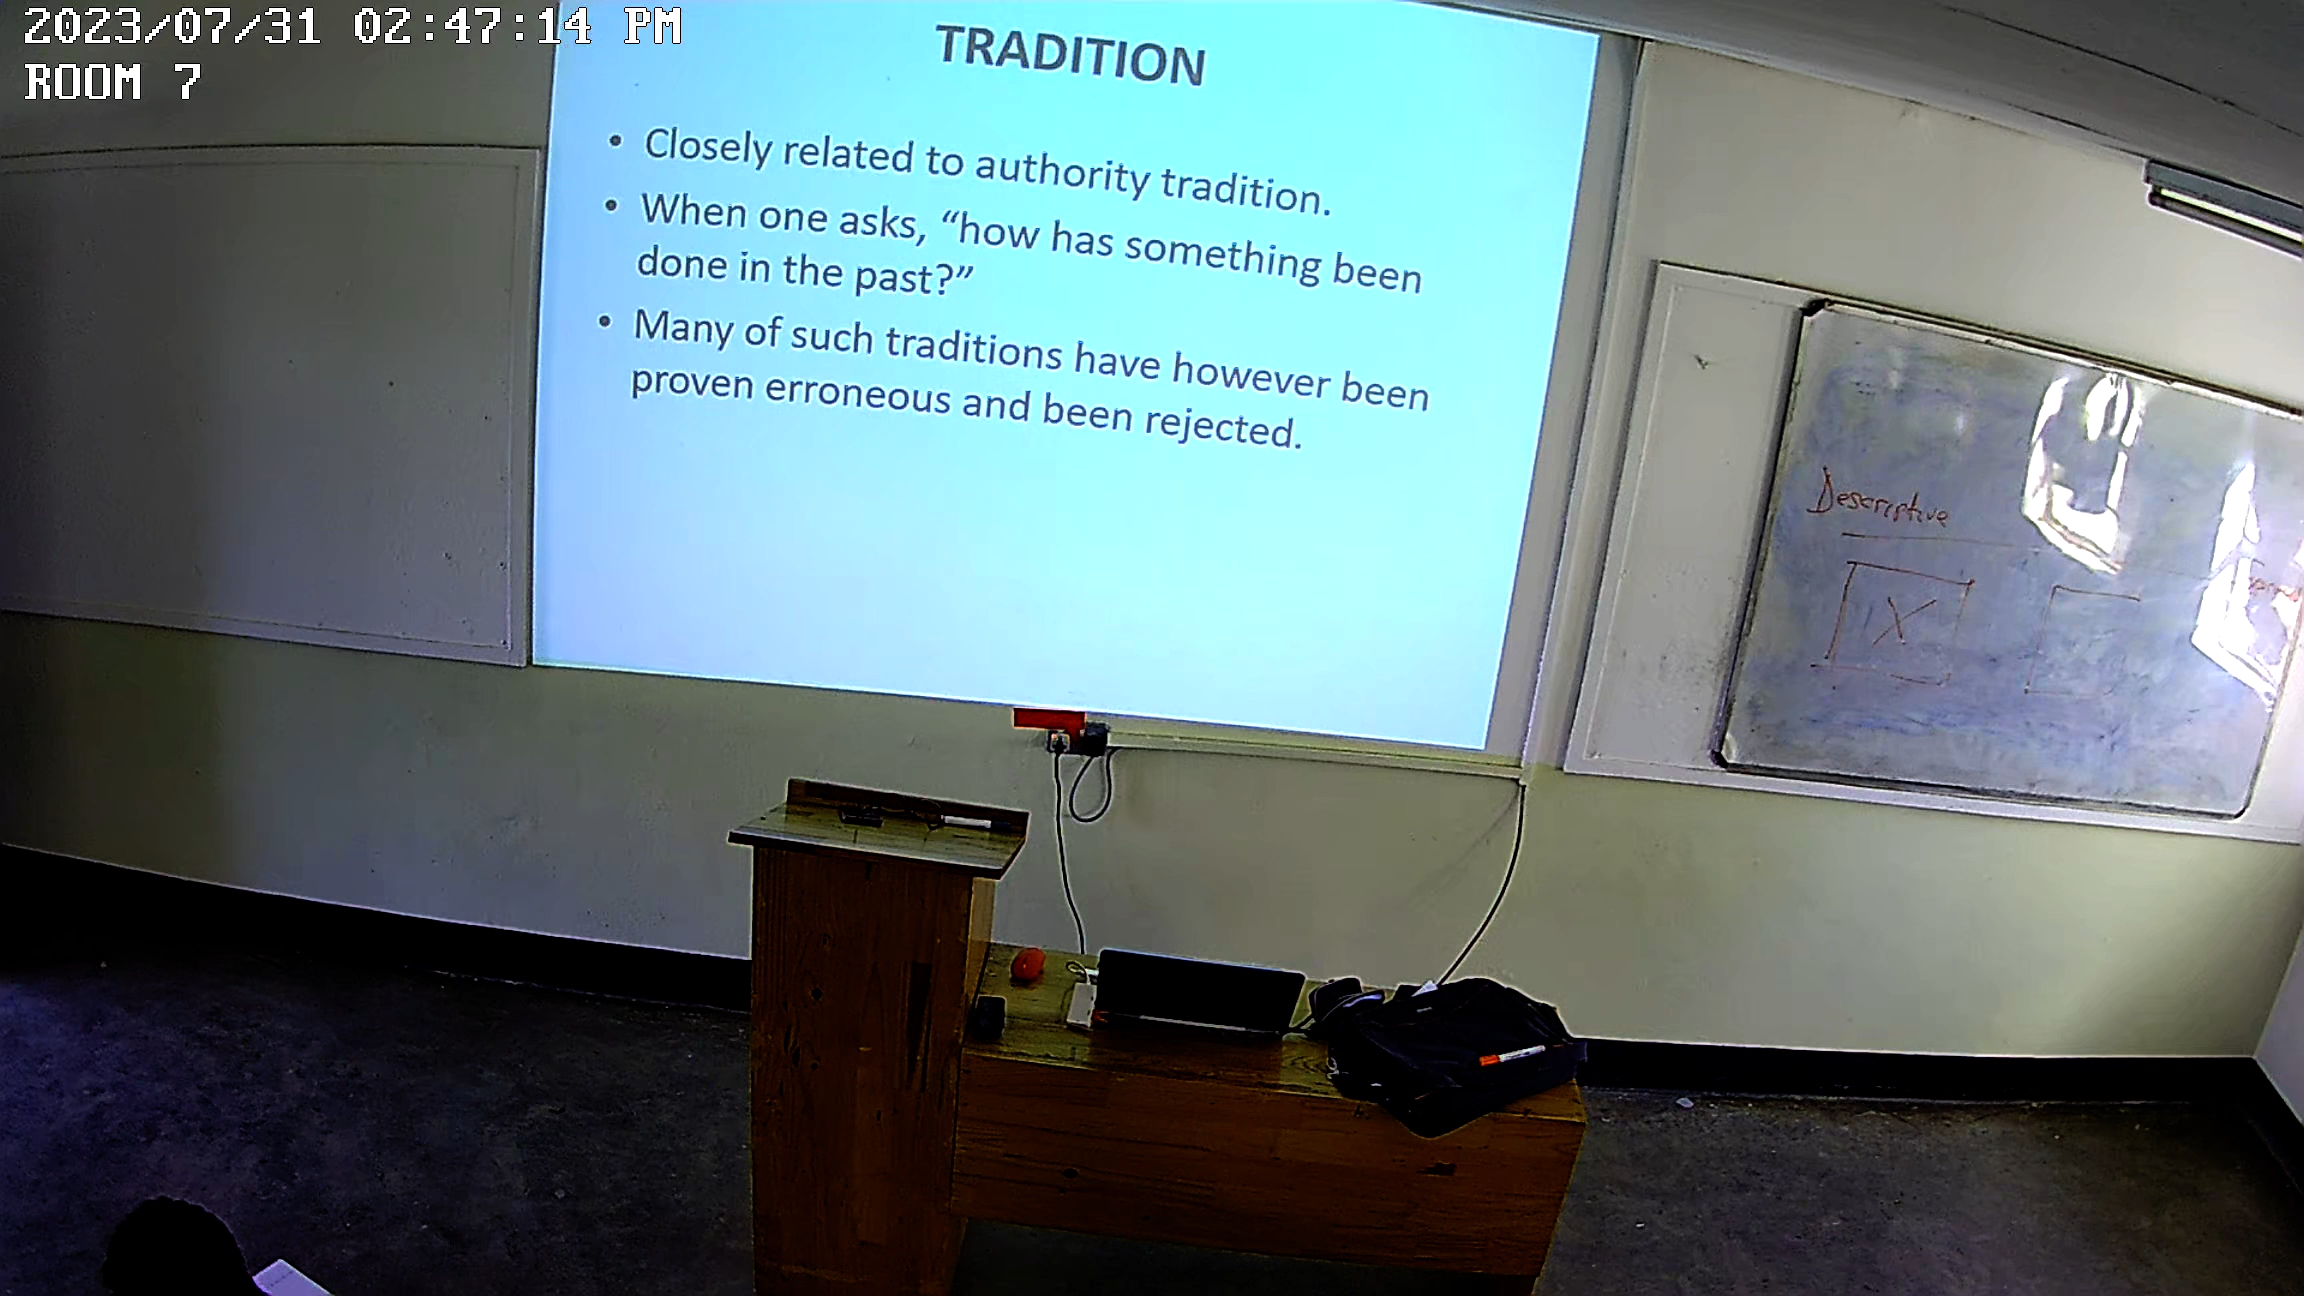 2023/07/31 02:47:14 PM
ROOM 7
TRADITION
• Closely related to authority tradition.
• When one asks, “how has something been
done in the past?”
• Many of such traditions have however been
proven erroneous and been rejected.
Descriptive
X